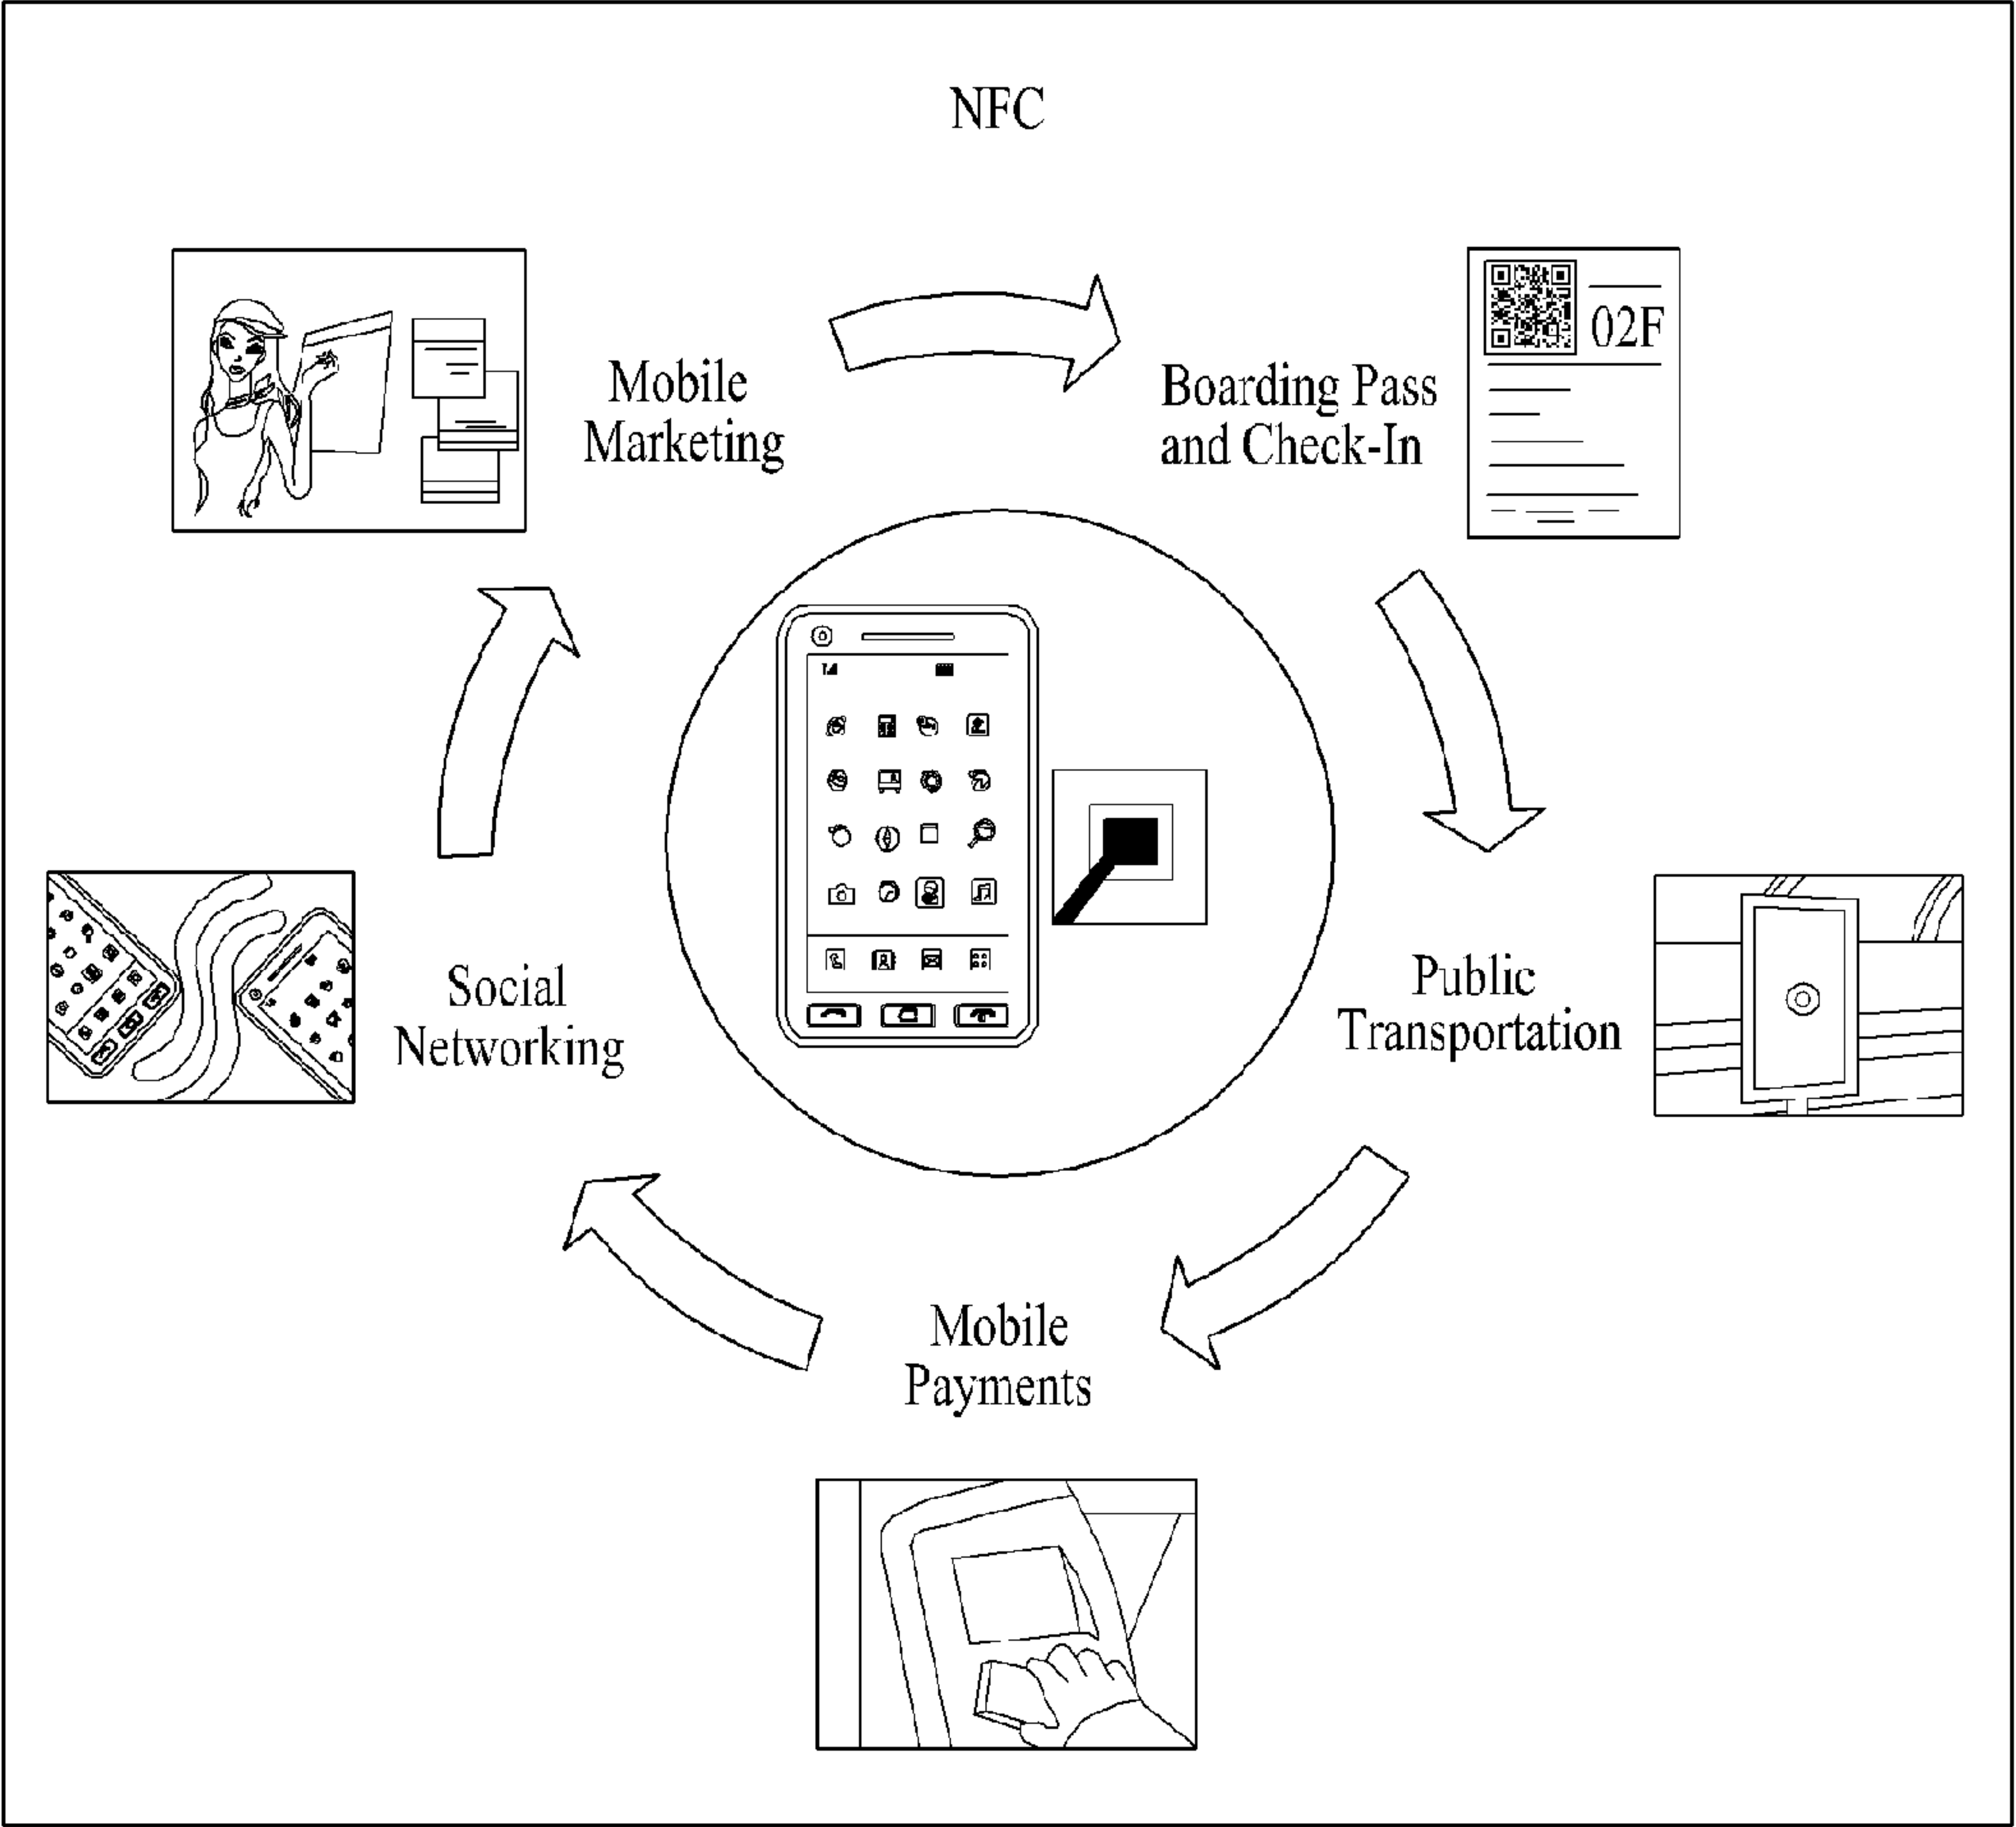 NFC
Mobile
Marketing
Boarding Pass
and Check-In
02F
Social
Networking
Public
Transportation
Mobile
Payments